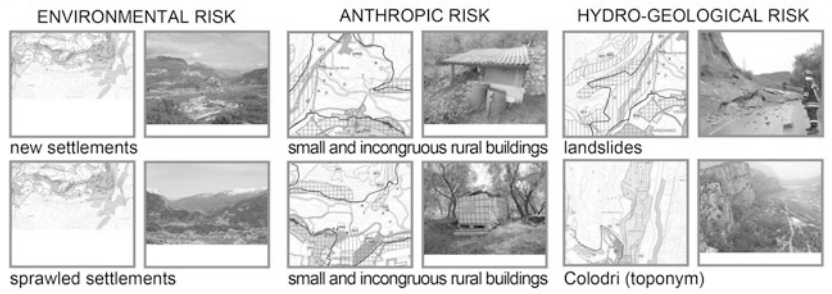 ENVIRONMENTAL RISK
ANTHROPIC RISK
HYDRO-GEOLOGICAL RISK
new settlements
small and incongruous rural buildings
landslides
sprawled settlements
small and incongruous rural buildings
Colodri (toponym)